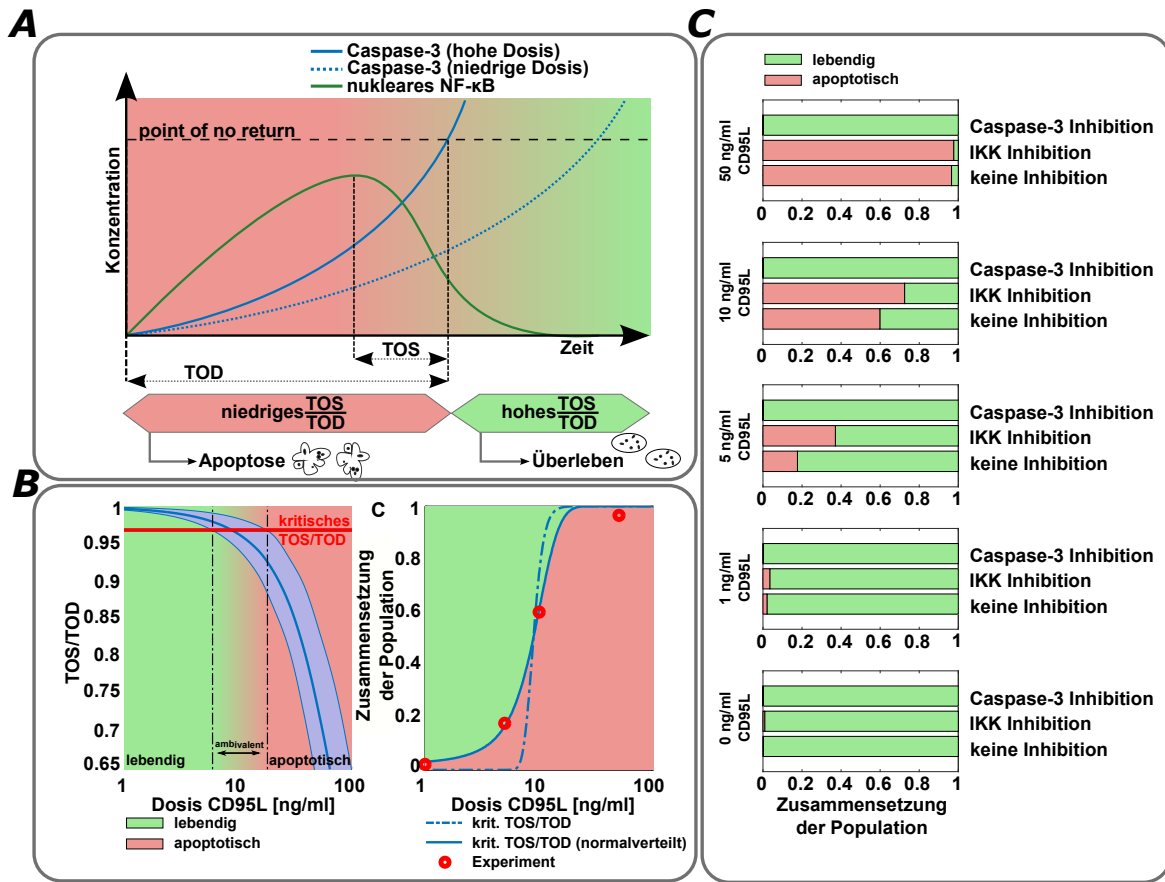 A
Caspase-3 (hohe Dosis)
Caspase-3 (niedrige Dosis)
nukleares NF-κB
point of no return
Konzentration
Zeit
TOS
TOD
niedriges TOS
TOD
hohes TOS
TOD
Apoptose
Überleben
B
1
0.95
0.9
0.85
0.8
0.75
0.7
0.65
TOS/TOD
kritisches
TOS/TOD
ambivalent
lebendig
apoptotisch
1 10 100
Dosis CD95L [ng/ml]
lebendig
apoptotisch
C
1
0.8
0.6
0.4
0.2
0
Zusammensetzung
der Population
1 10 100
Dosis CD95L [ng/ml]
krit. TOS/TOD
krit. TOS/TOD (normalverteilt)
Experiment
C
lebendig
apoptotisch
50 ng/ml
CD95L
Caspase-3 Inhibition
IKK Inhibition
keine Inhibition
0 0.2 0.4 0.6 0.8 1
10 ng/ml
CD95L
Caspase-3 Inhibition
IKK Inhibition
keine Inhibition
0 0.2 0.4 0.6 0.8 1
5 ng/ml
CD95L
Caspase-3 Inhibition
IKK Inhibition
keine Inhibition
0 0.2 0.4 0.6 0.8 1
1 ng/ml
CD95L
Caspase-3 Inhibition
IKK Inhibition
keine Inhibition
0 0.2 0.4 0.6 0.8 1
0 ng/ml
CD95L
Caspase-3 Inhibition
IKK Inhibition
keine Inhibition
0 0.2 0.4 0.6 0.8 1
Zusammensetzung
der Population